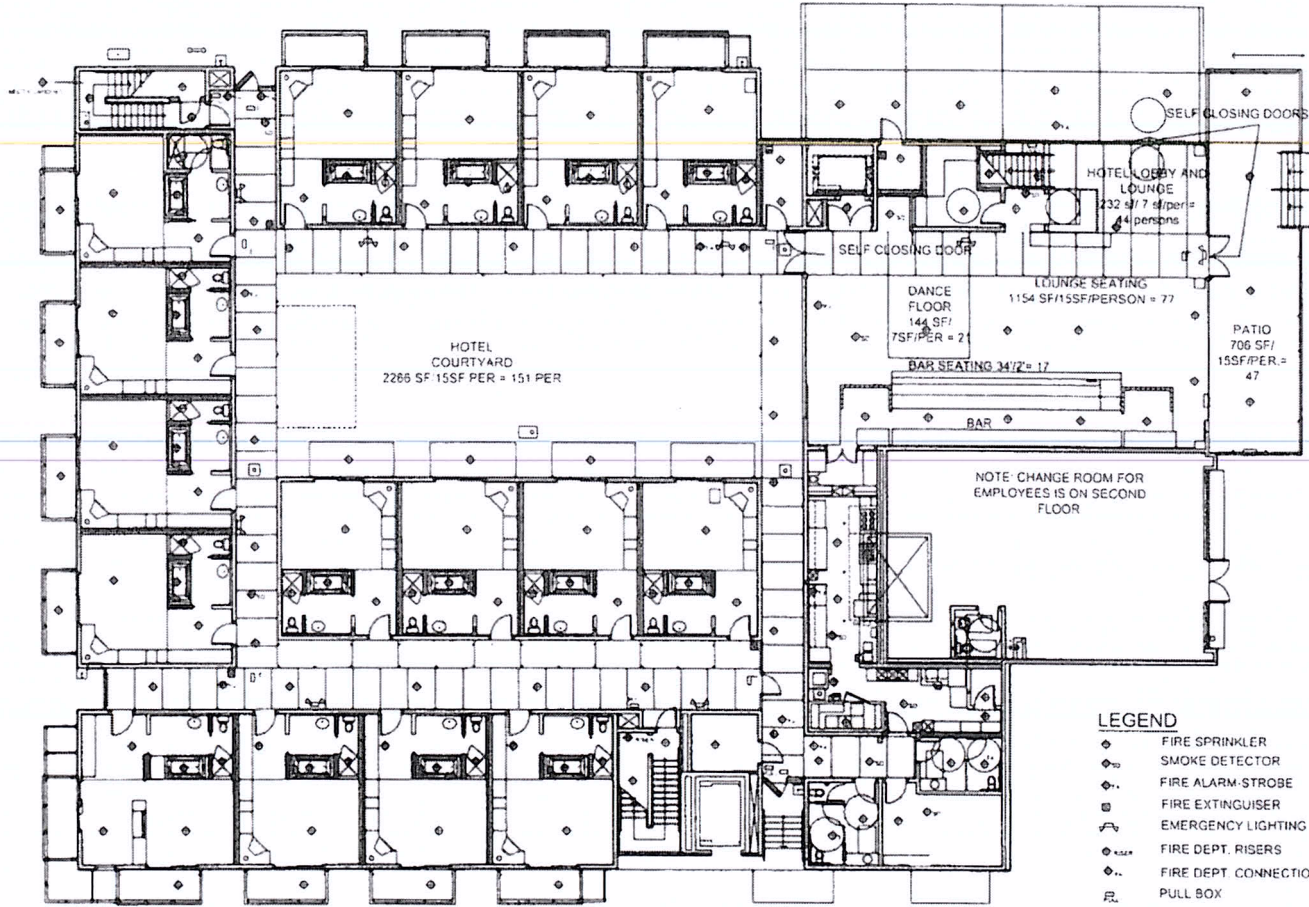 SELF CLOSING DOORS
HOTEL LOBBY AND
LOUNGE
232 sf/ 7 sf/per =
44 persons
SELF CLOSING DOOR
DANCE
FLOOR
144 SF/
7SF/PER = 21
LOUNGE SEATING
1154 SF/15SF/PERSON = 77
HOTEL
COURTYARD
2266 SF/15SF PER = 151 PER
PATIO
706 SF/
15SF/PER =
47
BAR SEATING 34'/2' = 17
BAR
NOTE: CHANGE ROOM FOR
EMPLOYEES IS ON SECOND
FLOOR
LEGEND
FIRE SPRINKLER
SMOKE DETECTOR
FIRE ALARM-STROBE
FIRE EXTINGUISER
EMERGENCY LIGHTING
RISER FIRE DEPT. RISERS
FIRE DEPT. CONNECTIO
PULL BOX